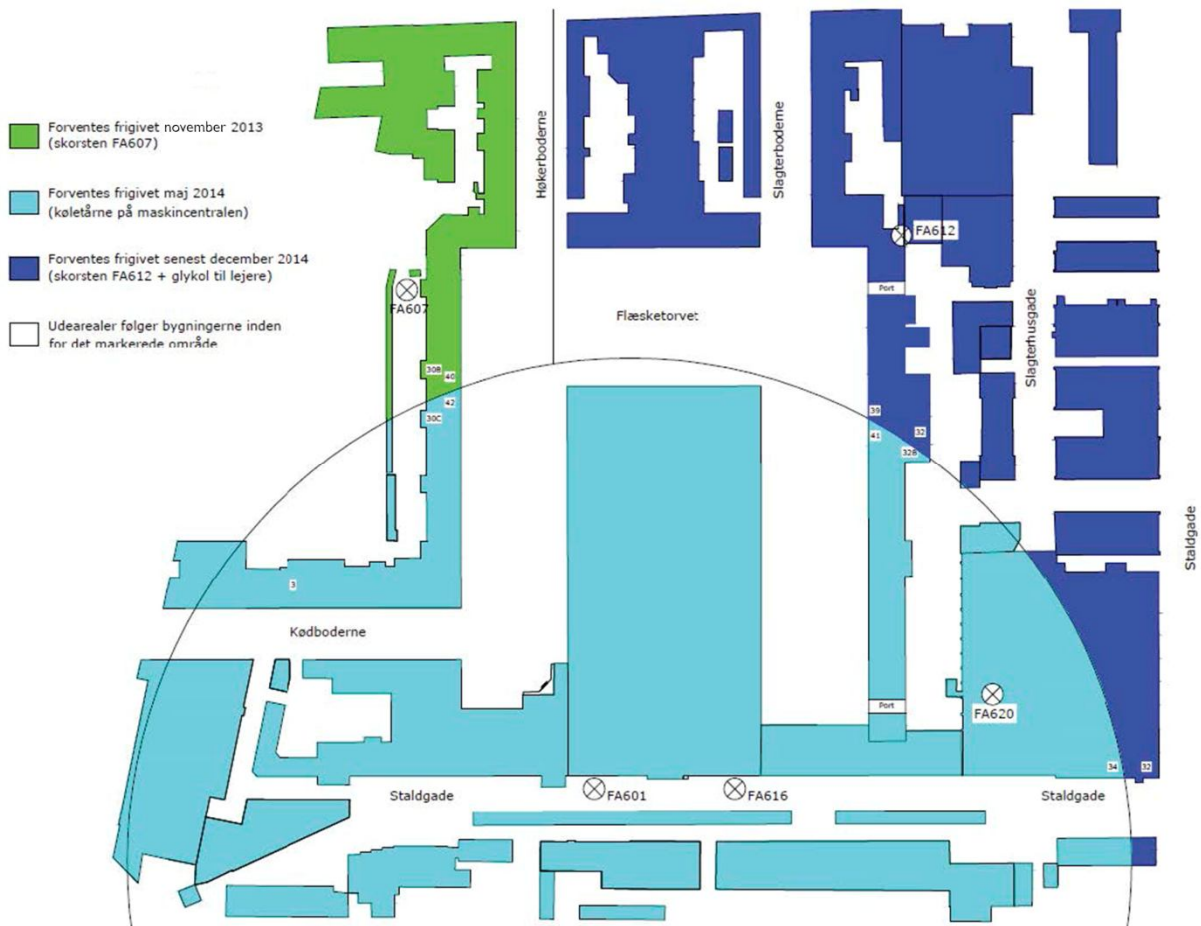 Forventes frigivet november 2013
(skorsten FA607)
Forventes frigivet maj 2014
(køletårne på maskincentralen)
Forventes frigivet senest december 2014
(skorsten FA612 + glykol til lejere)
Udearealer følger bygningerne inden
for det markerede område
Høkerboderne
Slagterboderne
FA612
Port
FA607
Flæsketorvet
Slagterhusgade
30B
40
42
30C
39
41
32
32B
Staldgade
3
Kødboderne
FA620
Port
34
32
Staldgade
FA601
FA616
Staldgade